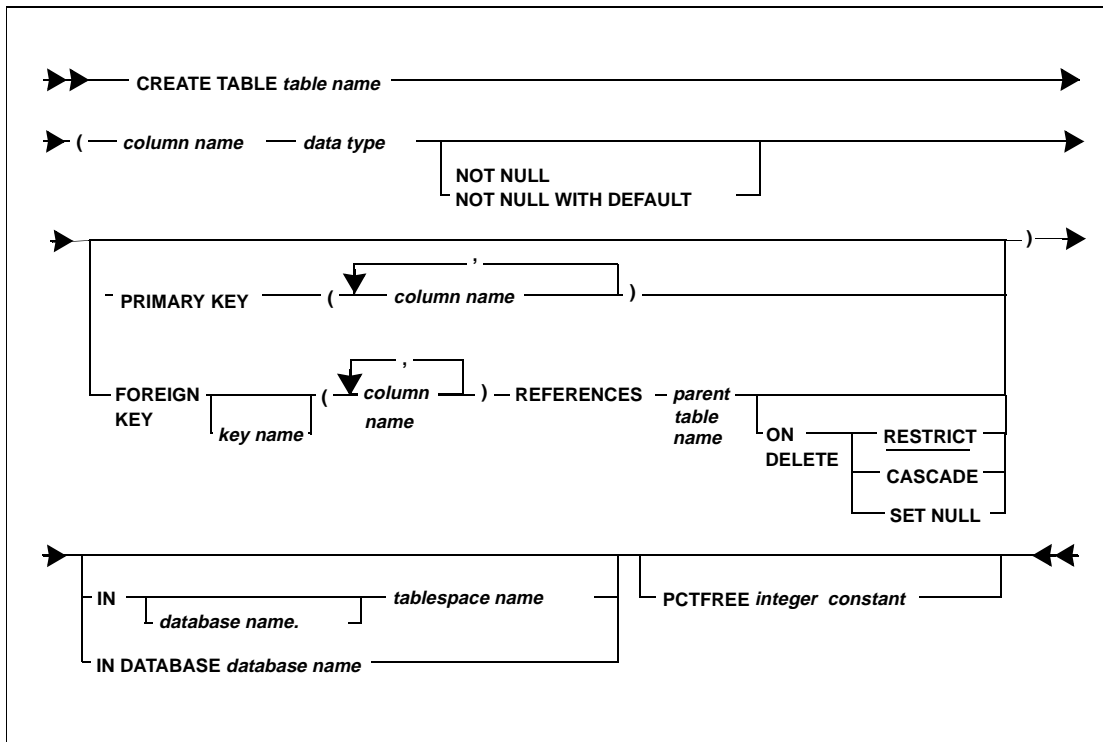 CREATE TABLE table name
( column name data type
NOT NULL
NOT NULL WITH DEFAULT
)
,
PRIMARY KEY ( column name )
,
FOREIGN KEY key name ( column name ) REFERENCES parent table name ON DELETE RESTRICT
CASCADE
SET NULL
IN database name. tablespace name
PCTFREE integer constant
IN DATABASE database name